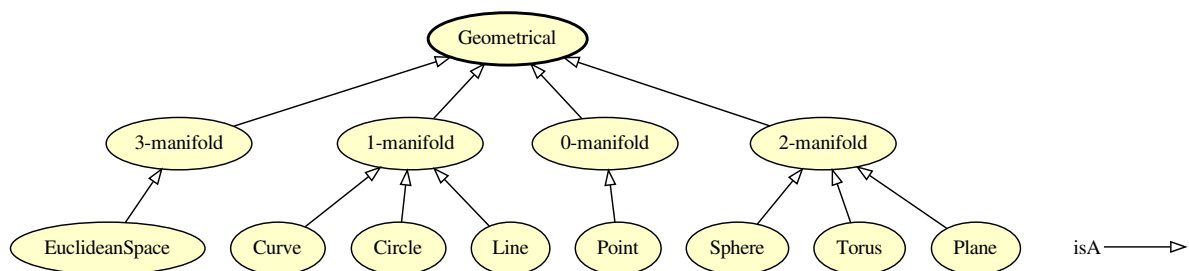 Geometrical
3-manifold 1-manifold 0-manifold 2-manifold
EuclideanSpace Curve Circle Line Point Sphere Torus Plane isA